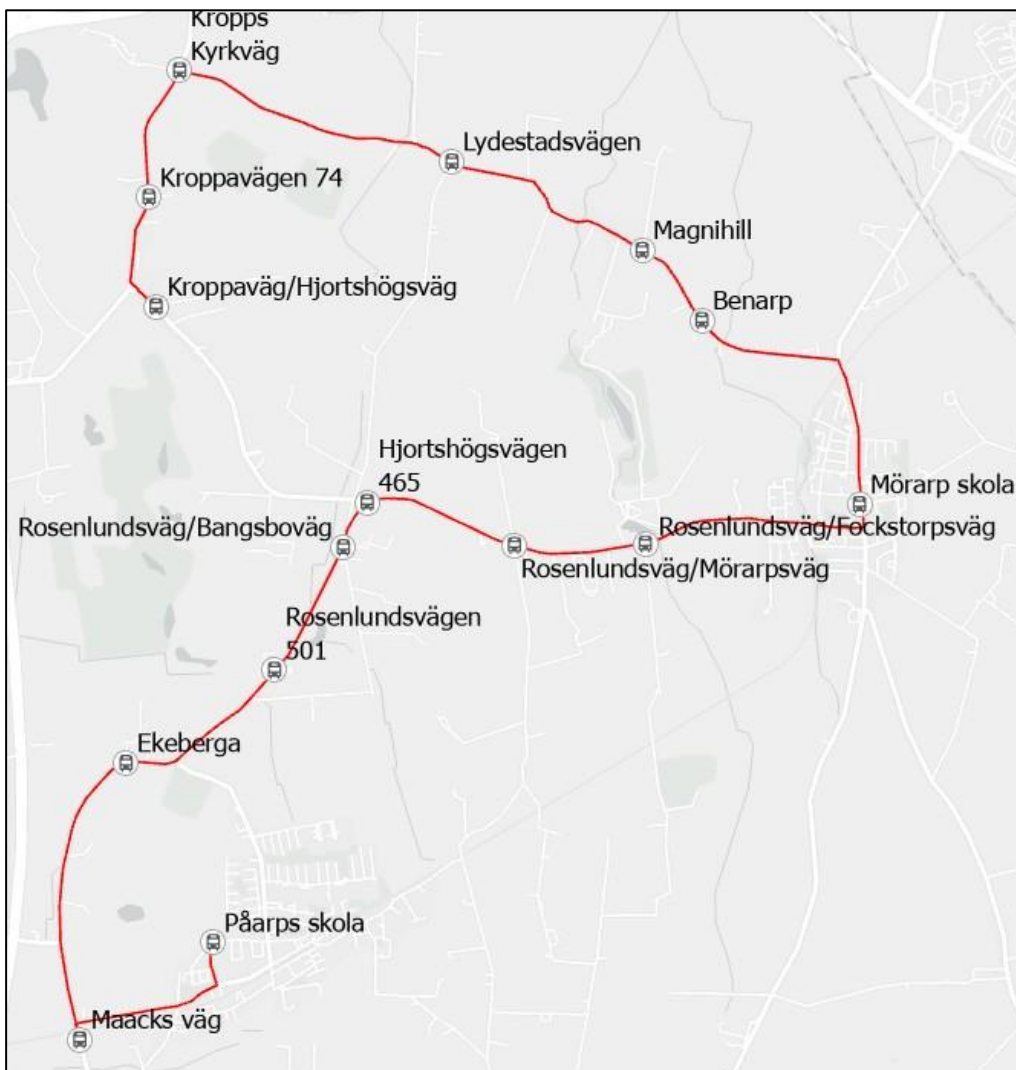 Kropps
Kyrkväg
Lydestadsvägen
Kroppavägen 74
Magnihill
Kroppaväg/Hjortshögsväg
Benarp
Hjortshögsvägen
465
Mörarp skola
Rosenlundsväg/Bangsboväg
Rosenlundsväg/Fockstorpsväg
Rosenlundsväg/Mörarpsväg
Rosenlundsvägen
501
Ekeberga
Påarps skola
Maacks väg